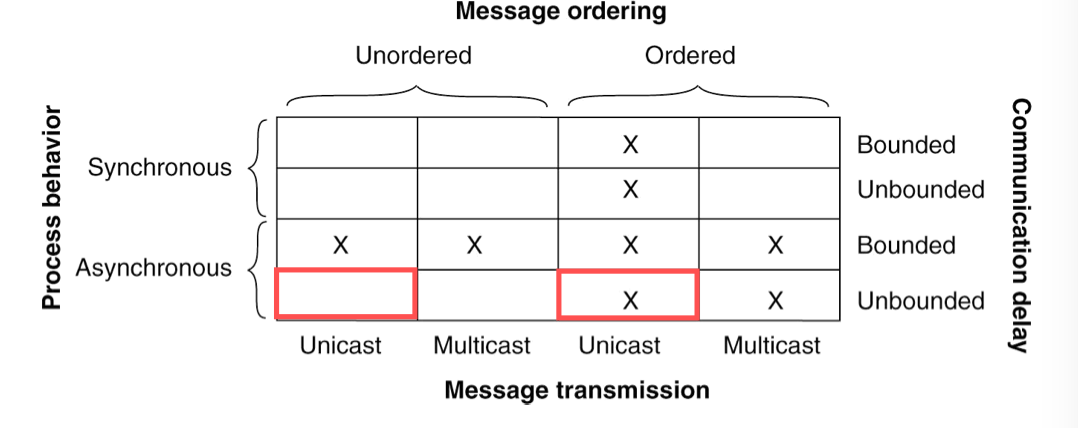 Message ordering
Unordered
Ordered
Process behavior
Communication delay
Synchronous
X
Bounded
X
Unbounded
Asynchronous
X X X X
Bounded
X X
Unbounded
Unicast Multicast Unicast Multicast
Message transmission